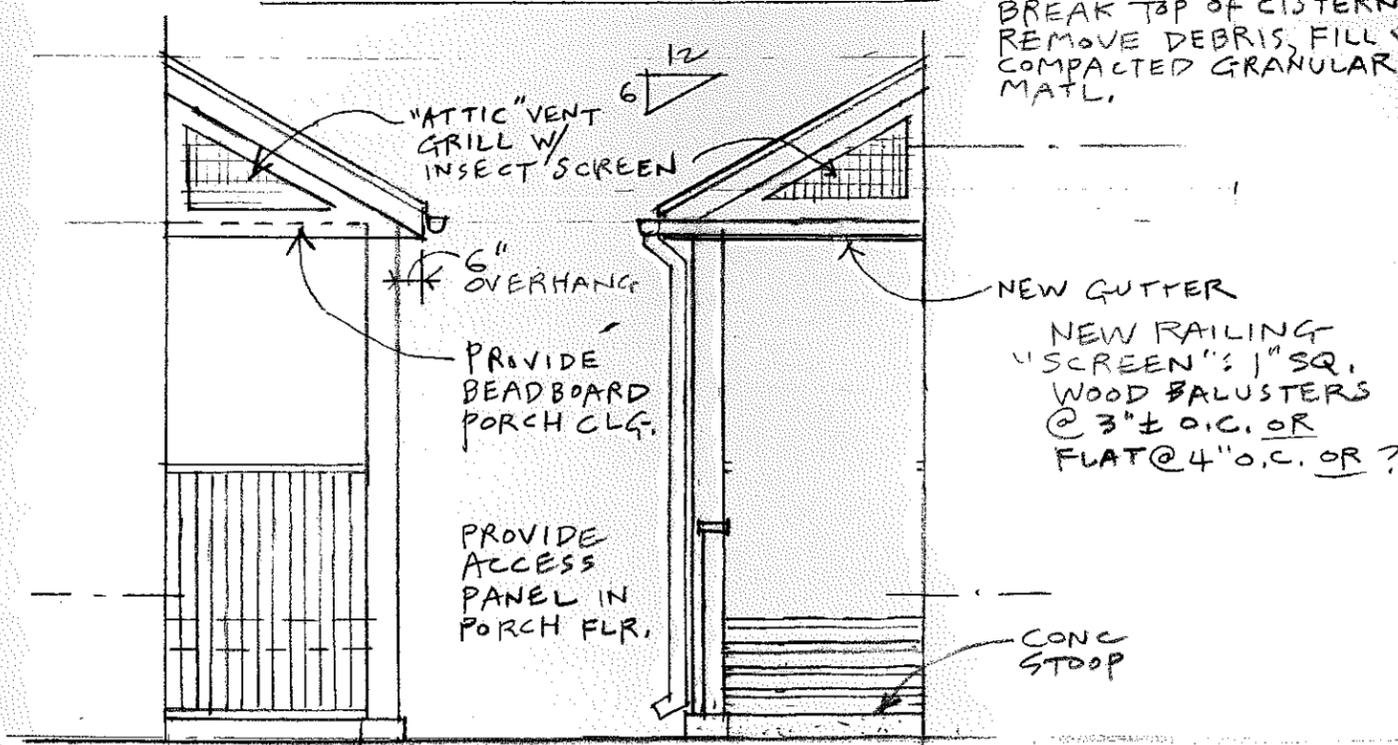 BREAK TOP OF CISTERN
REMOVE DEBRIS, FILL
COMPACTED GRANULAR
MATL.
12
6
"ATTIC" VENT
GRILL W/
INSECT SCREEN
6"
OVERHANG
NEW GUTTER
NEW RAILING
"SCREEN": 1" SQ.
WOOD BALUSTERS
@ 3"± O.C. OR
FLAT @ 4" O.C. OR ?
PROVIDE
BEADBOARD
PORCH CLG.
PROVIDE
ACCESS
PANEL IN
PORCH FLR.
CONC
STOOP